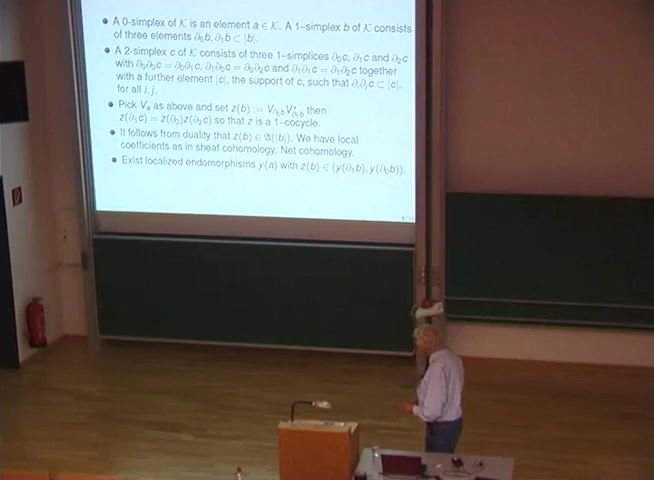 • A 0-simplex of 𝒦 is an element a ∈ 𝒦. A 1–simplex b of 𝒦 consists
of three elements ∂₀b, ∂₁b ⊂ |b|.
• A 2-simplex c of 𝒦 consists of three 1–simplices ∂₀c, ∂₁c and ∂₂c
with ∂₀∂₀c = ∂₀∂₁c, ∂₁∂₀c = ∂₀∂₂c and ∂₁∂₁c = ∂₁∂₂c together
with a further element |c|, the support of c, such that ∂ᵢ∂ⱼc ⊂ |c|,
for all i, j.
• Pick Vₐ as above and set z(b) := V∂₀b V*∂₁b then
z(∂₁c) = z(∂₀)z(∂₂c) so that z is a 1–cocycle.
• It follows from duality that z(b) ∈ 𝔄(|b|). We have local
coefficients as in sheaf cohomology. Net cohomology.
• Exist localized endomorphisms y(a) with z(b) ∈ (y(∂₁b), y(∂₀b)).